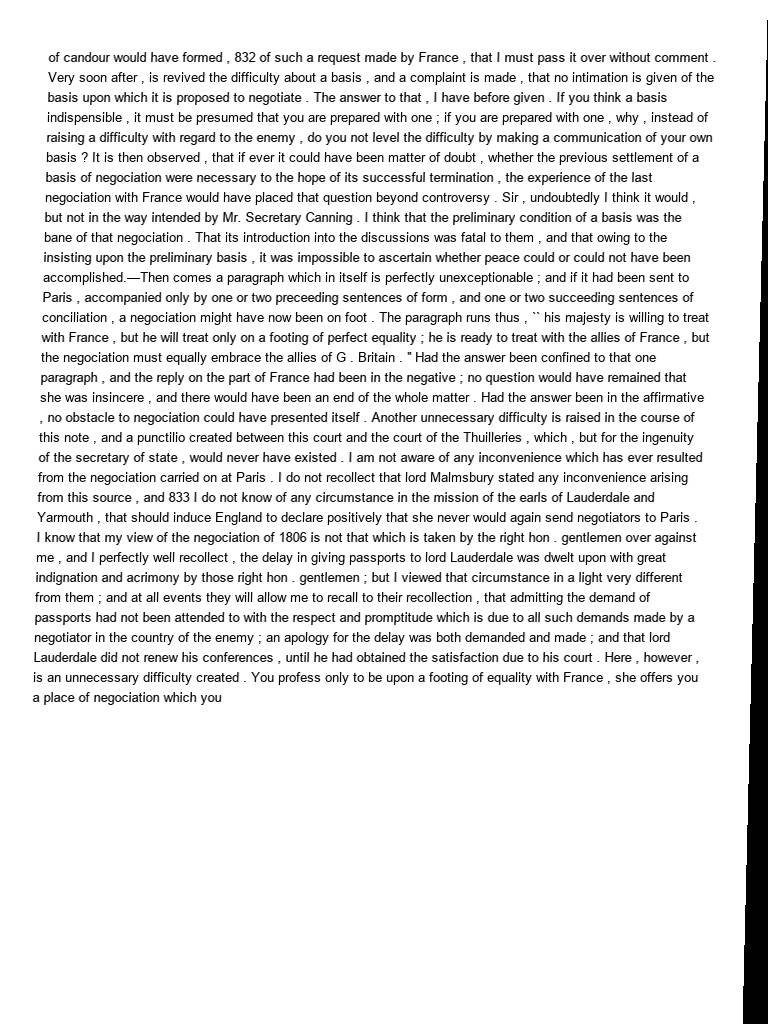 of candour would have formed , 832 of such a request made by France , that I must pass it over without comment .
Very soon after , is revived the difficulty about a basis , and a complaint is made , that no intimation is given of the
basis upon which it is proposed to negotiate . The answer to that , I have before given . If you think a basis
indispensible , it must be presumed that you are prepared with one ; if you are prepared with one , why , instead of
raising a difficulty with regard to the enemy , do you not level the difficulty by making a communication of your own
basis ? It is then observed , that if ever it could have been matter of doubt , whether the previous settlement of a
basis of negociation were necessary to the hope of its successful termination , the experience of the last
negotiation with France would have placed that question beyond controversy . Sir , undoubtedly I think it would ,
but not in the way intended by Mr. Secretary Canning . I think that the preliminary condition of a basis was the
bane of that negotiation . That its introduction into the discussions was fatal to them , and that owing to the
insisting upon the preliminary basis , it was impossible to ascertain whether peace could or could not have been
accomplished.—Then comes a paragraph which in itself is perfectly unexceptionable ; and if it had been sent to
Paris , accompanied only by one or two preceeding sentences of form , and one or two succeeding sentences of
conciliation , a negotiation might have now been on foot . The paragraph runs thus , `` his majesty is willing to treat
with France , but he will treat only on a footing of perfect equality ; he is ready to treat with the allies of France , but
the negotiation must equally embrace the allies of G . Britain . " Had the answer been confined to that one
paragraph , and the reply on the part of France had been in the negative ; no question would have remained that
she was insincere , and there would have been an end of the whole matter . Had the answer been in the affirmative
, no obstacle to negotiation could have presented itself . Another unnecessary difficulty is raised in the course of
this note , and a punctilio created between this court and the court of the Thuilleries , which , but for the ingenuity
of the secretary of state , would never have existed . I am not aware of any inconvenience which has ever resulted
from the negotiation carried on at Paris . I do not recollect that lord Malmsbury stated any inconvenience arising
from this source , and 833 I do not know of any circumstance in the mission of the earls of Lauderdale and
Yarmouth , that should induce England to declare positively that she never would again send negotiators to Paris .
I know that my view of the negociation of 1806 is not that which is taken by the right hon . gentlemen over against
me , and I perfectly well recollect , the delay in giving passports to lord Lauderdale was dwelt upon with great
indignation and acrimony by those right hon . gentlemen ; but I viewed that circumstance in a light very different
from them ; and at all events they will allow me to recall to their recollection , that admitting the demand of
passports had not been attended to with the respect and promptitude which is due to all such demands made by a
negotiator in the country of the enemy ; an apology for the delay was both demanded and made ; and that lord
Lauderdale did not renew his conferences , until he had obtained the satisfaction due to his court . Here , however ,
is an unnecessary difficulty created . You profess only to be upon a footing of equality with France , she offers you
a place of negociation which you